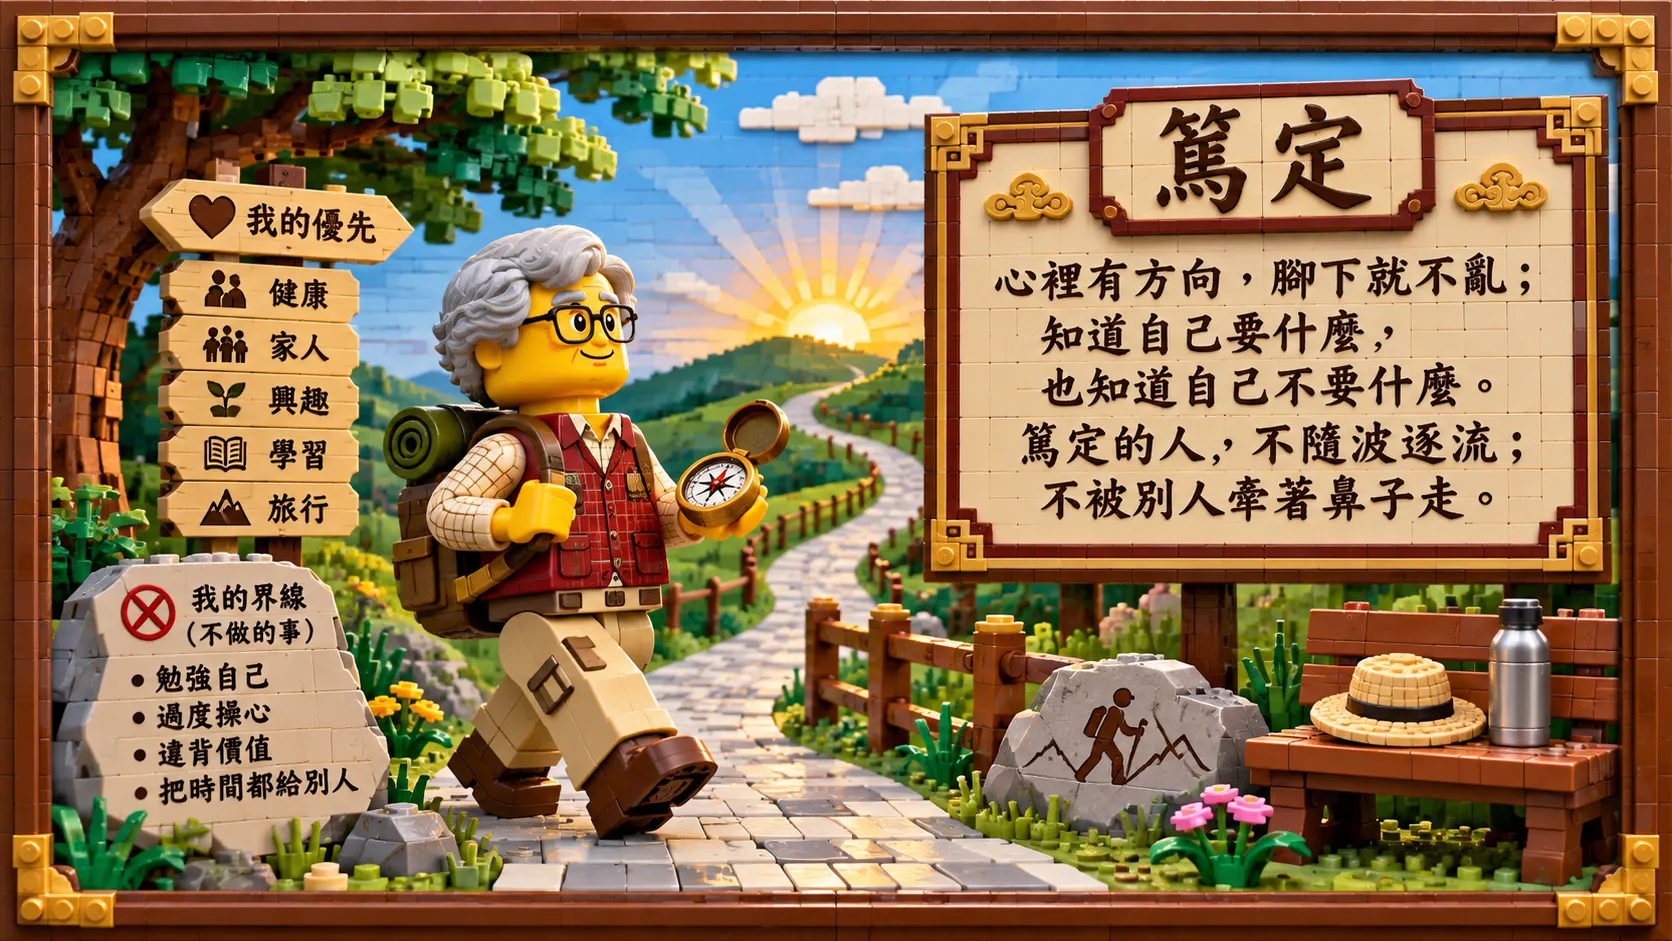 我的優先
健康
家人
興趣
學習
旅行
我的界線
(不做的事)
• 勉強自己
• 過度操心
• 違背價值
• 把時間都給別人
篤定
心裡有方向，腳下就不亂；
知道自己要什麼，
也知道自己不要什麼。
篤定的人，不隨波逐流；
不被別人牽著鼻子走。